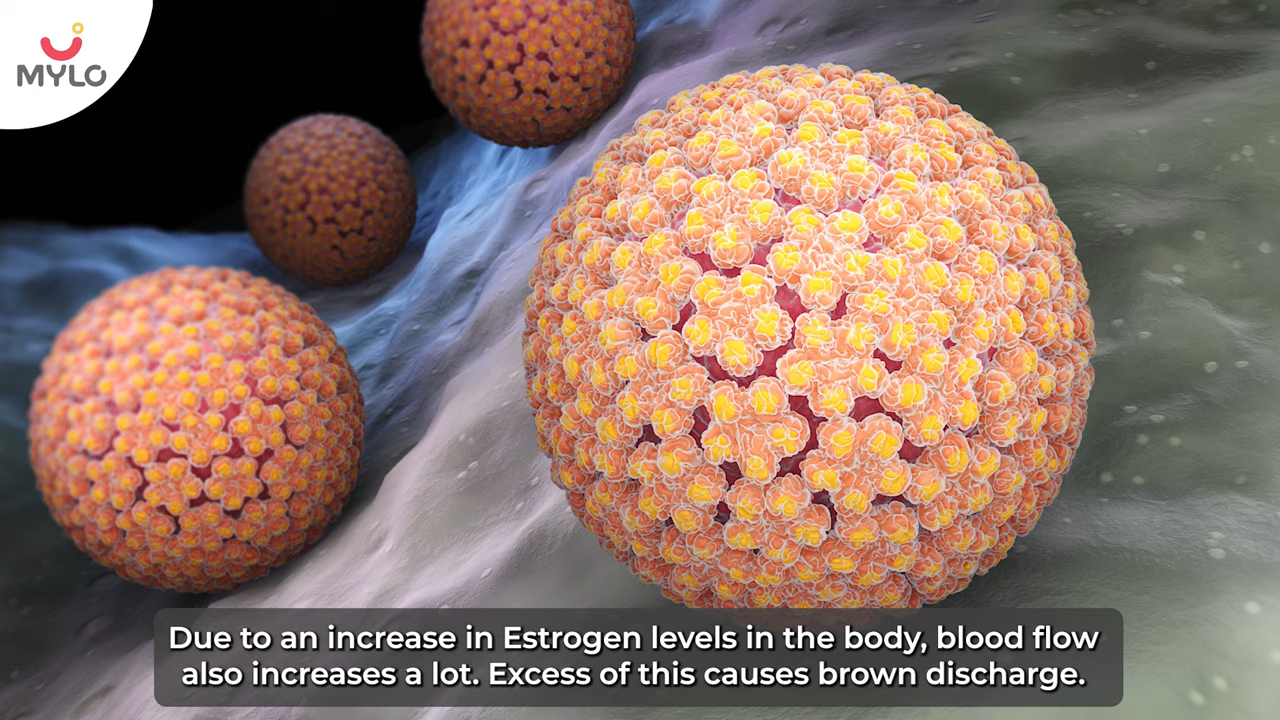 MYLO
Due to an increase in Estrogen levels in the body, blood flow
also increases a lot. Excess of this causes brown discharge.